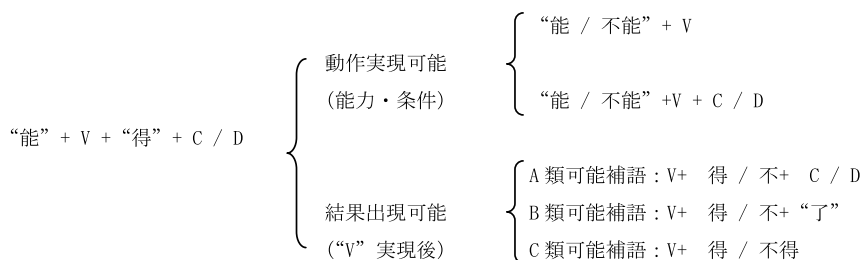 “能 / 不能” + V
動作実現可能
(能力・条件)
“能 / 不能” +V + C / D
“能” + V + “得” + C / D
A 類可能補語：V+ 得 / 不+ C / D
結果出現可能
B 類可能補語：V+ 得 / 不+ “了”
(“V” 実現後)
C 類可能補語：V+ 得 / 不得